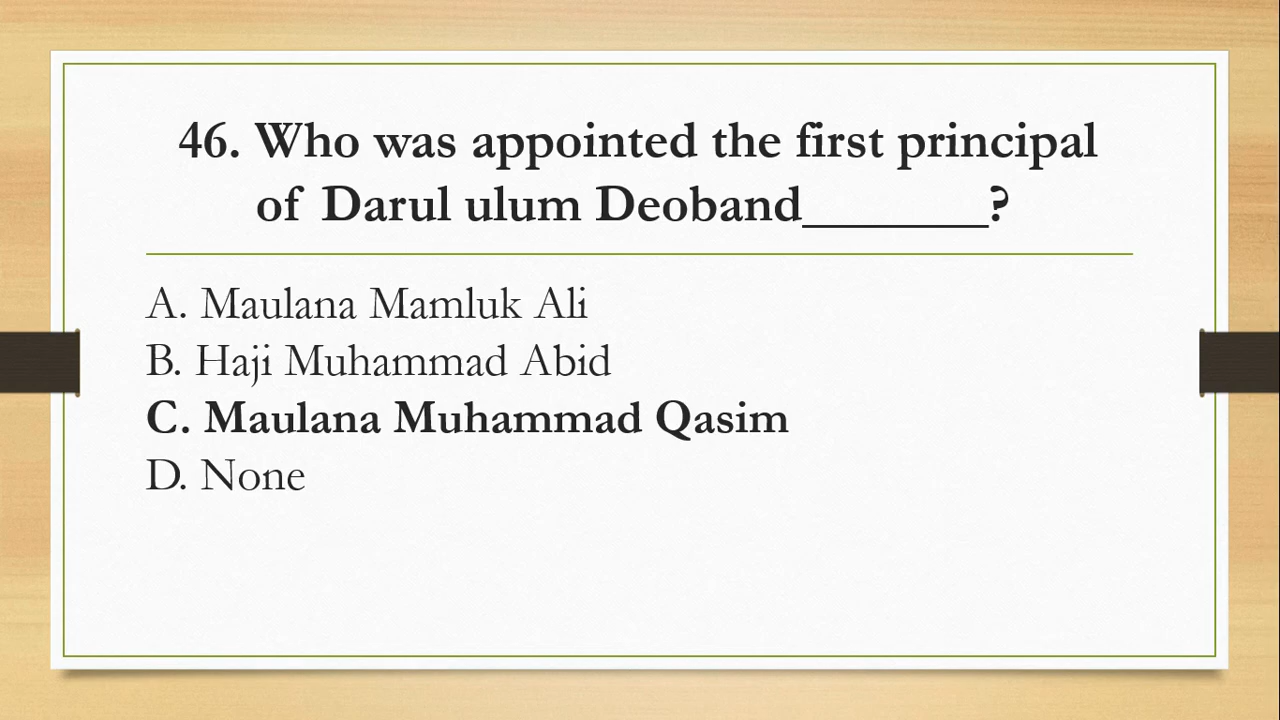 46. Who was appointed the first principal
of Darul ulum Deoband_______?
A. Maulana Mamluk Ali
B. Haji Muhammad Abid
C. Maulana Muhammad Qasim
D. None